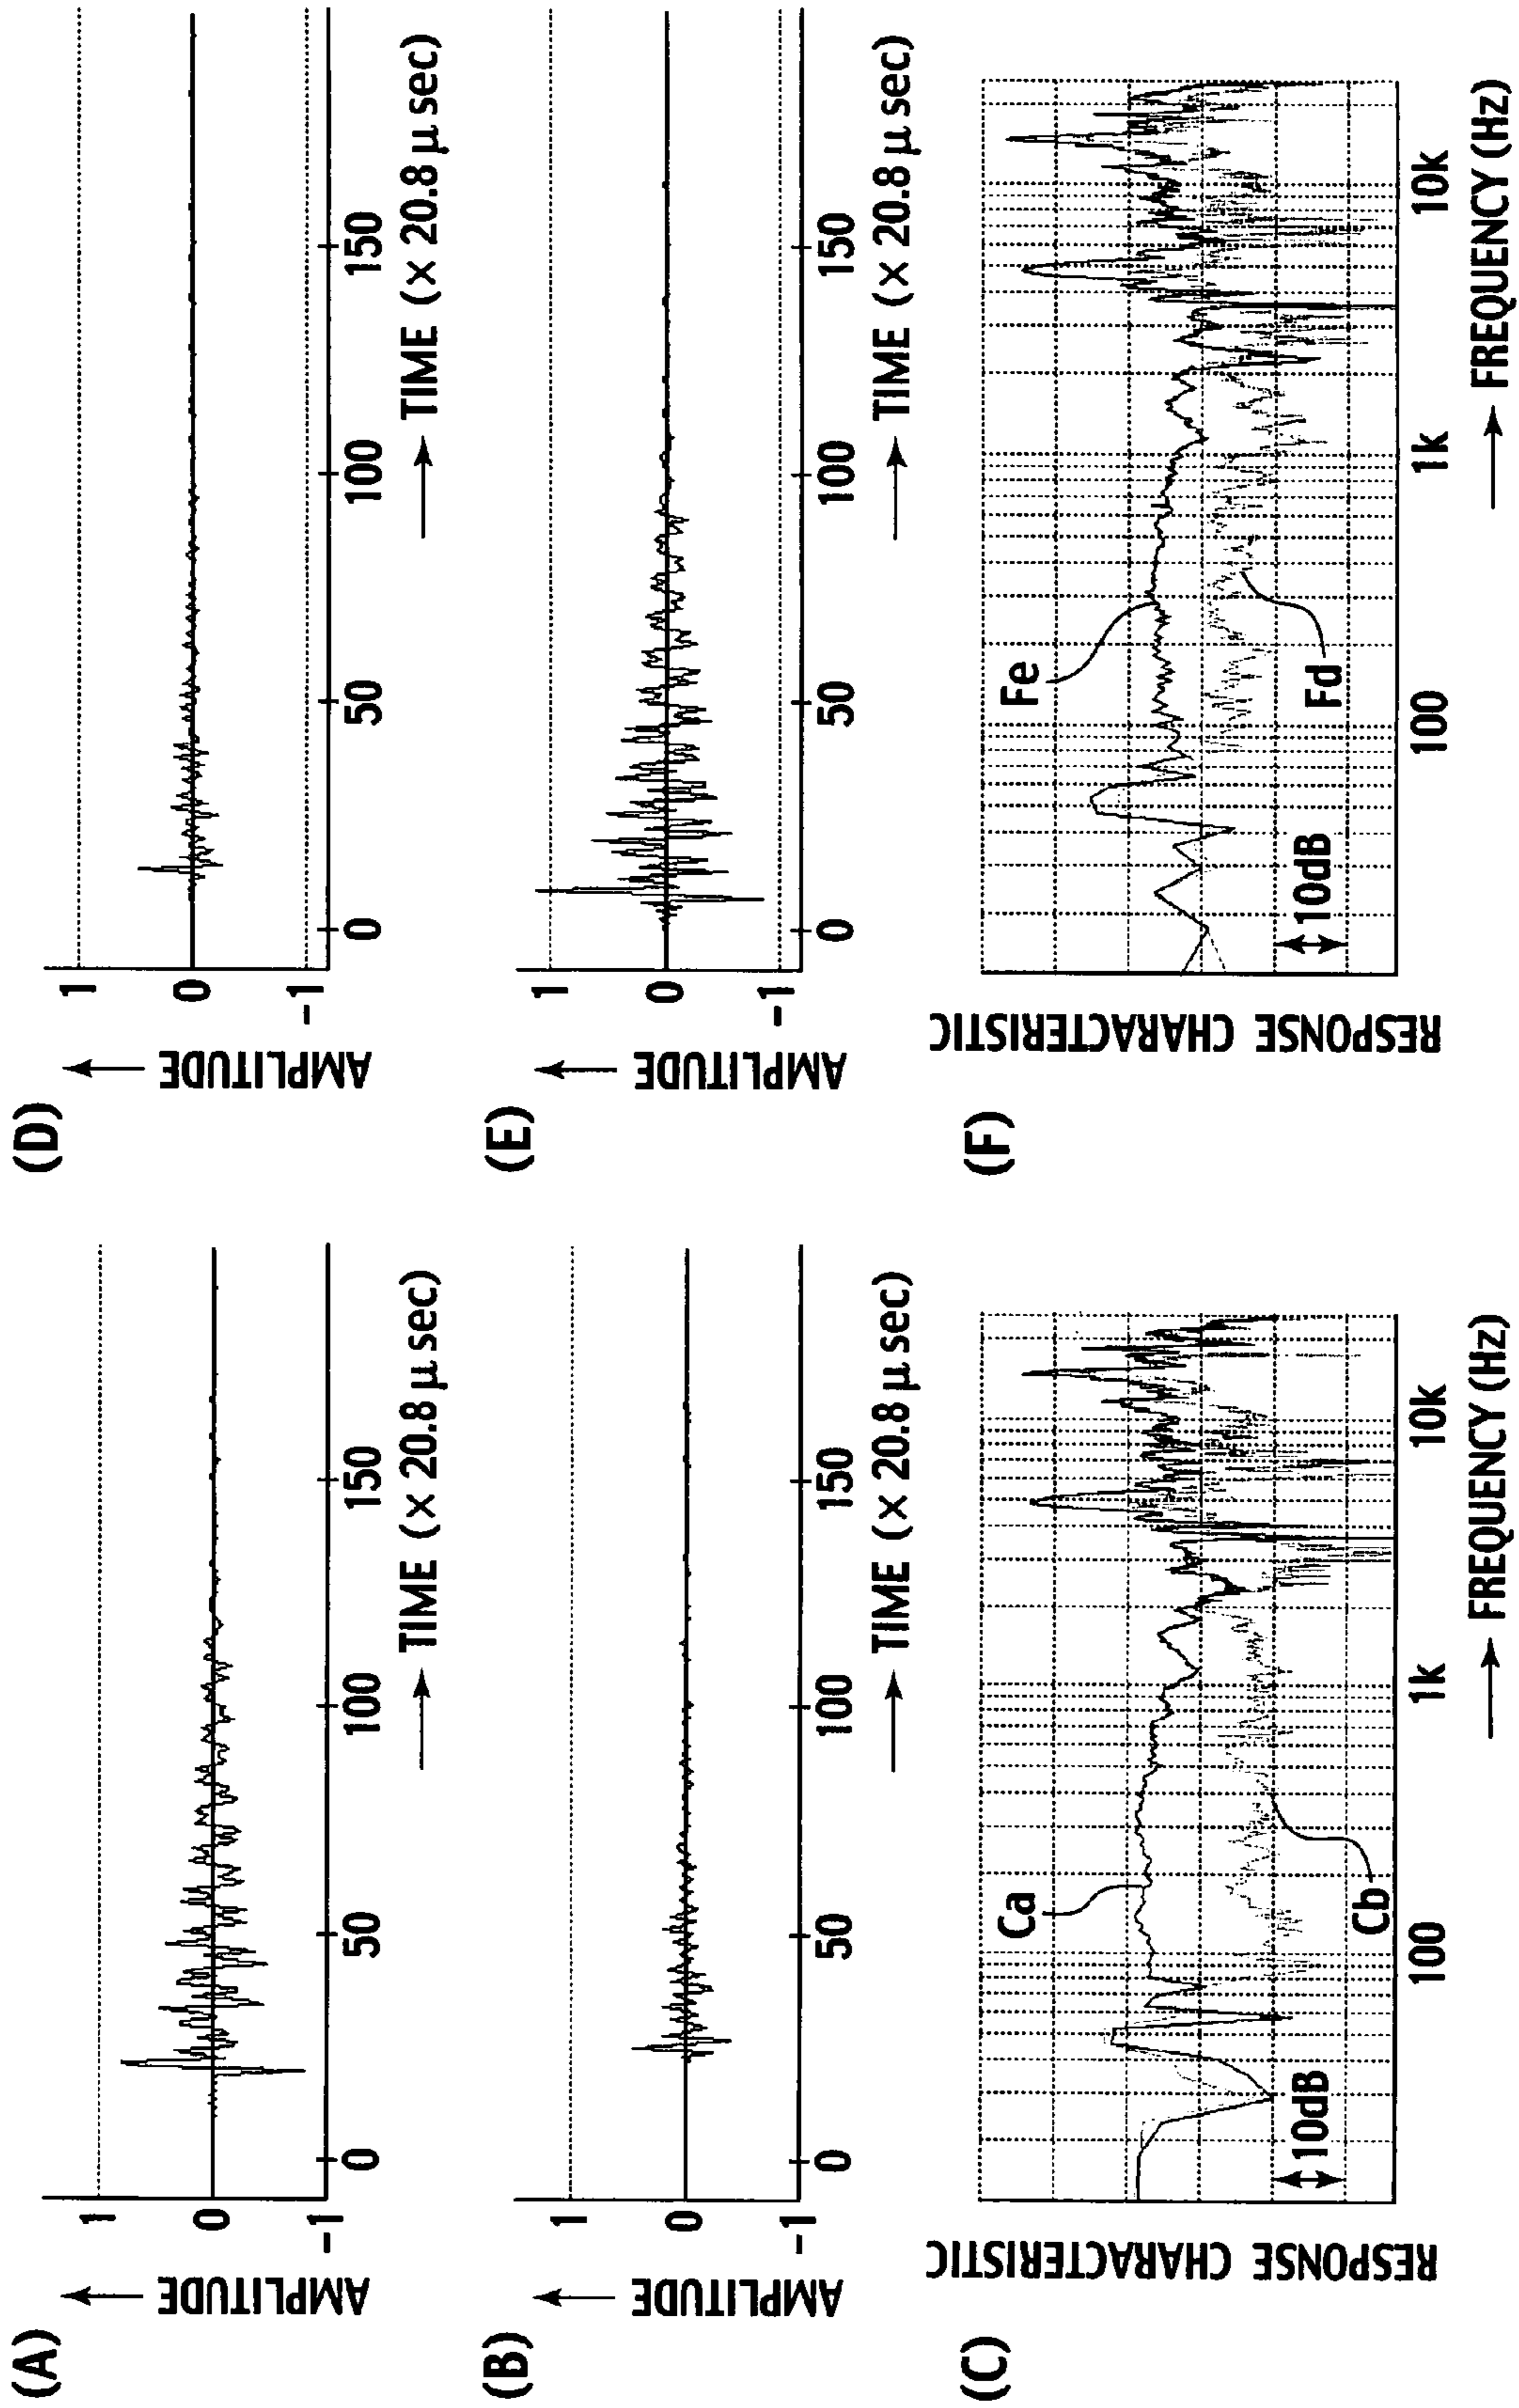 (A)
AMPLITUDE
1
0
-1
0
50
100
150
TIME (× 20.8 μ sec)
(B)
AMPLITUDE
1
0
-1
0
50
100
150
TIME (× 20.8 μ sec)
(C)
RESPONSE CHARACTERISTIC
Ca
Cb
10dB
100
1k
10k
FREQUENCY (Hz)
(D)
AMPLITUDE
1
0
-1
0
50
100
150
TIME (× 20.8 μ sec)
(E)
AMPLITUDE
1
0
-1
0
50
100
150
TIME (× 20.8 μ sec)
(F)
RESPONSE CHARACTERISTIC
Fe
Fd
10dB
100
1k
10k
FREQUENCY (Hz)